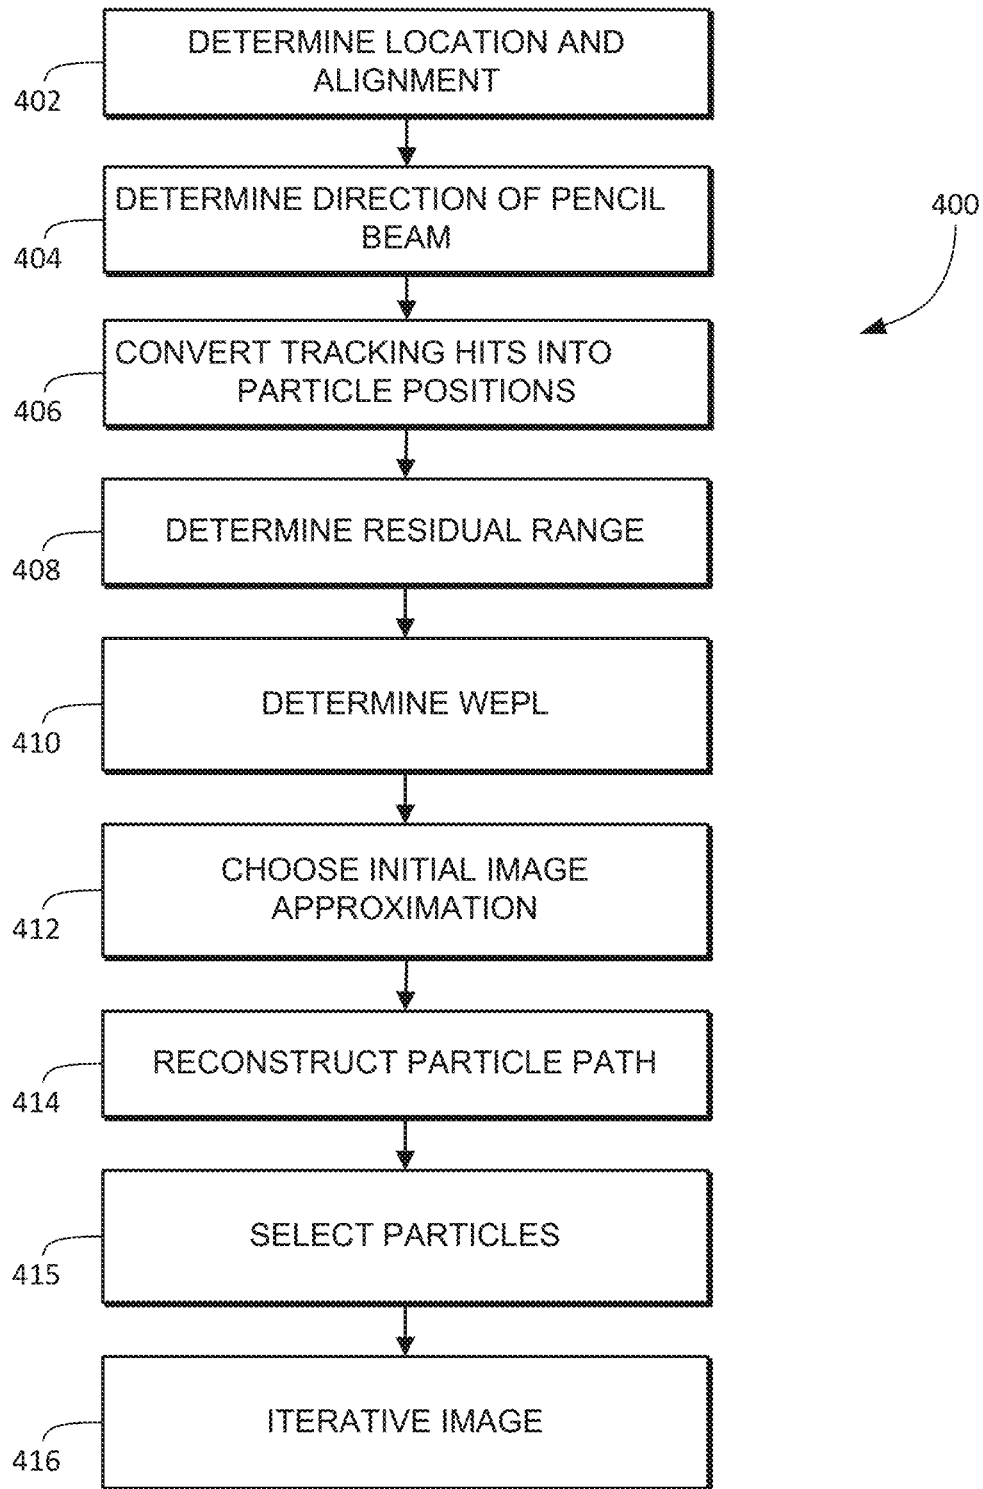 DETERMINE LOCATION AND
ALIGNMENT
402
DETERMINE DIRECTION OF PENCIL
BEAM
404
400
CONVERT TRACKING HITS INTO
PARTICLE POSITIONS
406
DETERMINE RESIDUAL RANGE
408
DETERMINE WEPL
410
CHOOSE INITIAL IMAGE
APPROXIMATION
412
RECONSTRUCT PARTICLE PATH
414
SELECT PARTICLES
415
ITERATIVE IMAGE
416